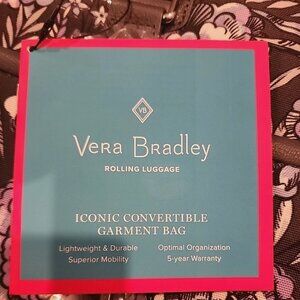 VB
Vera Bradley
ROLLING LUGGAGE
ICONIC CONVERTIBLE
GARMENT BAG
Lightweight & Durable Optimal Organization
Superior Mobility 5-year Warranty